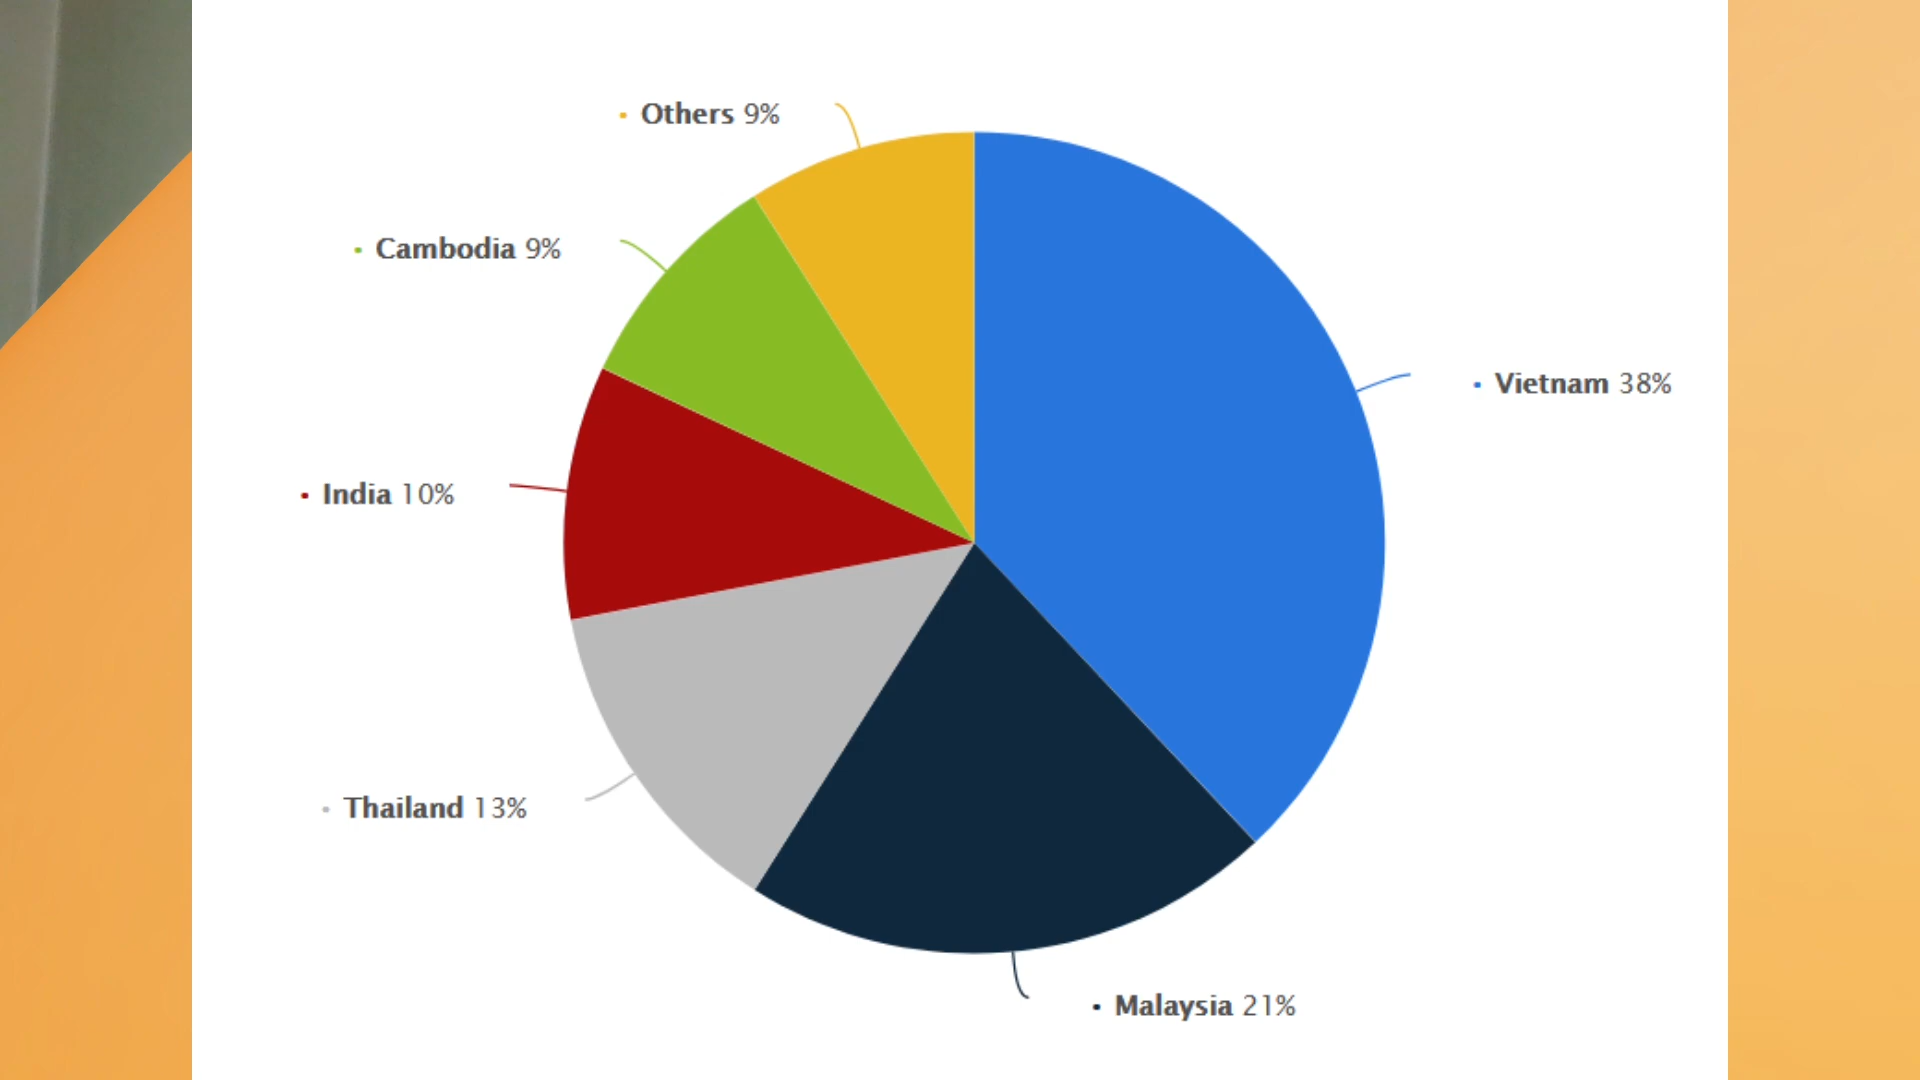 Others 9%
Cambodia 9%
Vietnam 38%
India 10%
Thailand 13%
Malaysia 21%